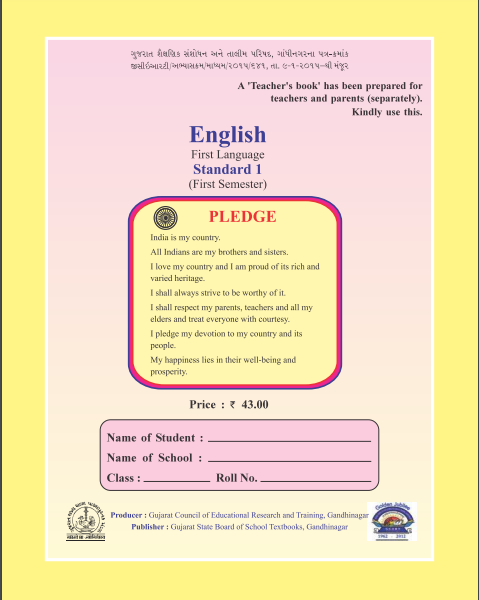 ગુજરાત શૈક્ષણિક સંશોધન અને તાલીમ પરિષદ, ગાંધીનગરના પત્ર-ક્રમાંક
જીસીઈઆરટી/અભ્યાસક્રમ/માધ્યમ/૨૦૧૫/૬૪૧, તા. ૯-૧-૨૦૧૫-થી મંજૂર
A 'Teacher's book' has been prepared for
teachers and parents (separately).
Kindly use this.
English
First Language
Standard 1
(First Semester)
PLEDGE
India is my country.
All Indians are my brothers and sisters.
I love my country and I am proud of its rich and
varied heritage.
I shall always strive to be worthy of it.
I shall respect my parents, teachers and all my
elders and treat everyone with courtesy.
I pledge my devotion to my country and its
people.
My happiness lies in their well-being and
prosperity.
Price : ₹ 43.00
Name of Student :
Name of School :
Class : Roll No.
Producer : Gujarat Council of Educational Research and Training, Gandhinagar
Publisher : Gujarat State Board of School Textbooks, Gandhinagar
Golden Jubilee
1962 - 2012